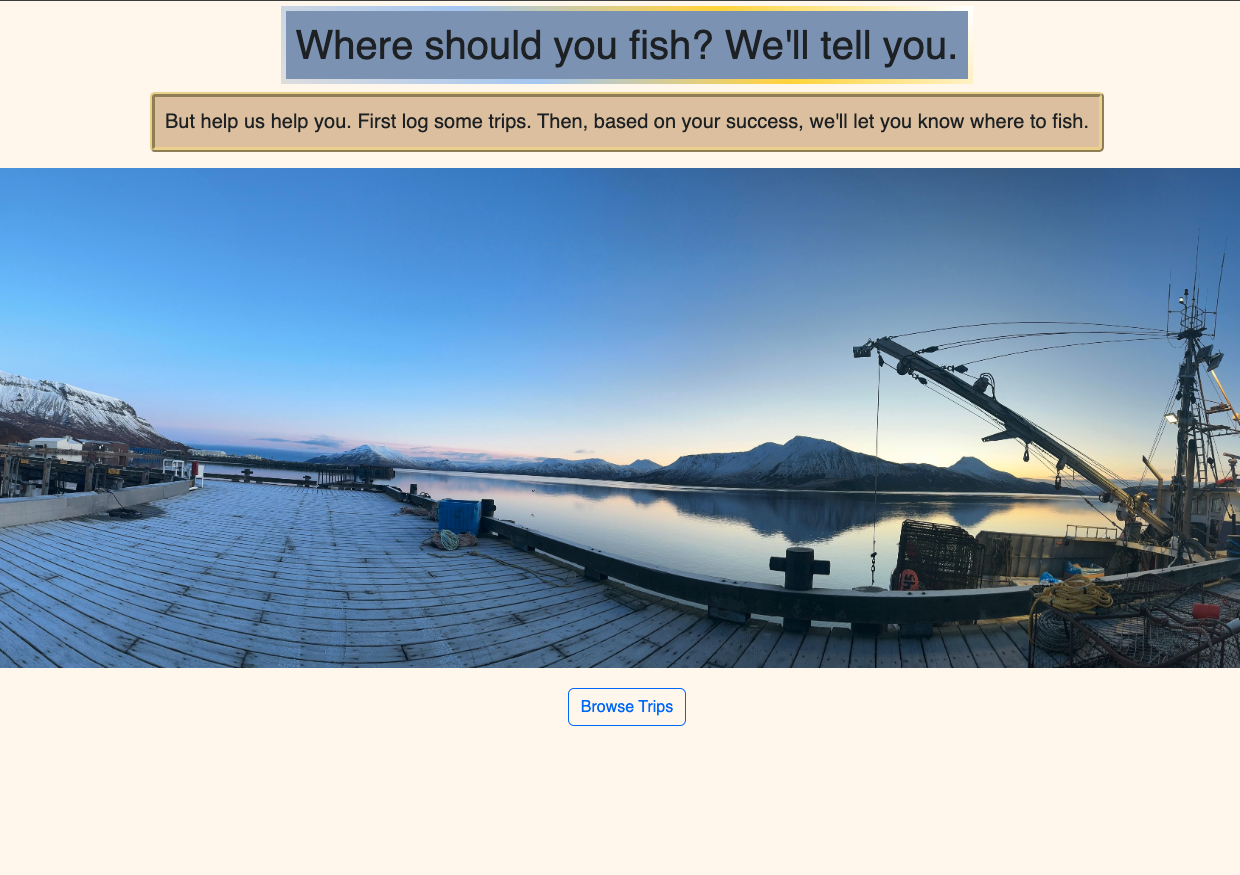 Where should you fish? We'll tell you.
But help us help you. First log some trips. Then, based on your success, we'll let you know where to fish.
Browse Trips